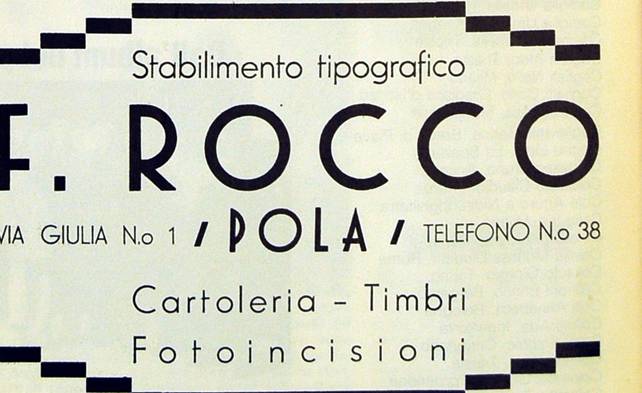 Stabilimento tipografico
F. ROCCO
VIA GIULIA N.o 1 / POLA / TELEFONO N.o 38
Cartoleria - Timbri
Fotoincisioni